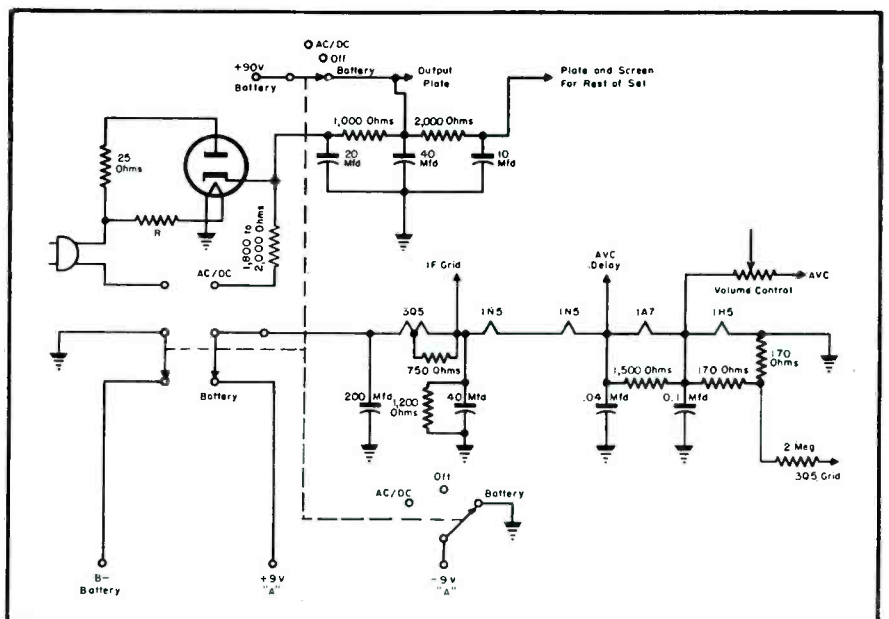 AC/DC
Off
+90v
Battery
Battery
Output
Plate
Plate and Screen
For Rest of Set
1,000 Ohms
2,000 Ohms
25
Ohms
20
Mfd
40
Mfd
10
Mfd
R
1,800 to
2,000 Ohms
AC/DC
IF Grid
AVC
Delay
AVC
Volume Control
3Q5
1N5
1N5
1A7
1H5
750 Ohms
1,500 Ohms
170 Ohms
170
Ohms
Battery
200 Mfd
1,200
Ohms
40 Mfd
.04 Mfd
0.1 Mfd
2 Meg
3Q5 Grid
Off
AC/DC
Battery
B-
Battery
+9v
"A"
-9v
"A"